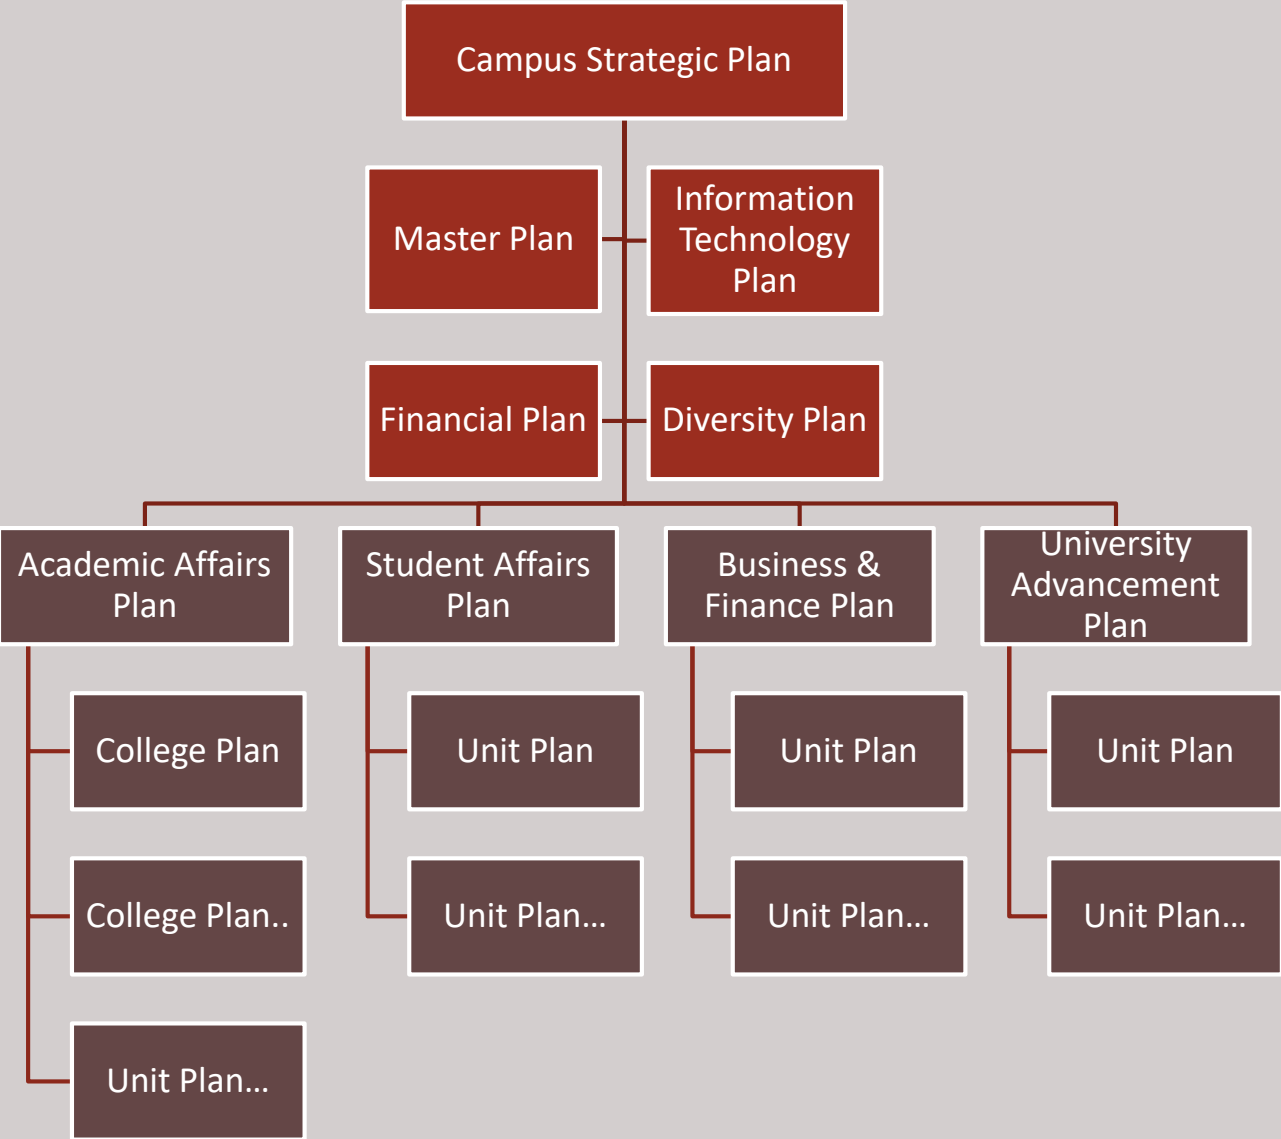 Campus Strategic Plan
Master Plan
Information
Technology
Plan
Financial Plan
Diversity Plan
Academic Affairs
Plan
Student Affairs
Plan
Business &
Finance Plan
University
Advancement
Plan
College Plan
Unit Plan
Unit Plan
Unit Plan
College Plan..
Unit Plan...
Unit Plan...
Unit Plan...
Unit Plan...